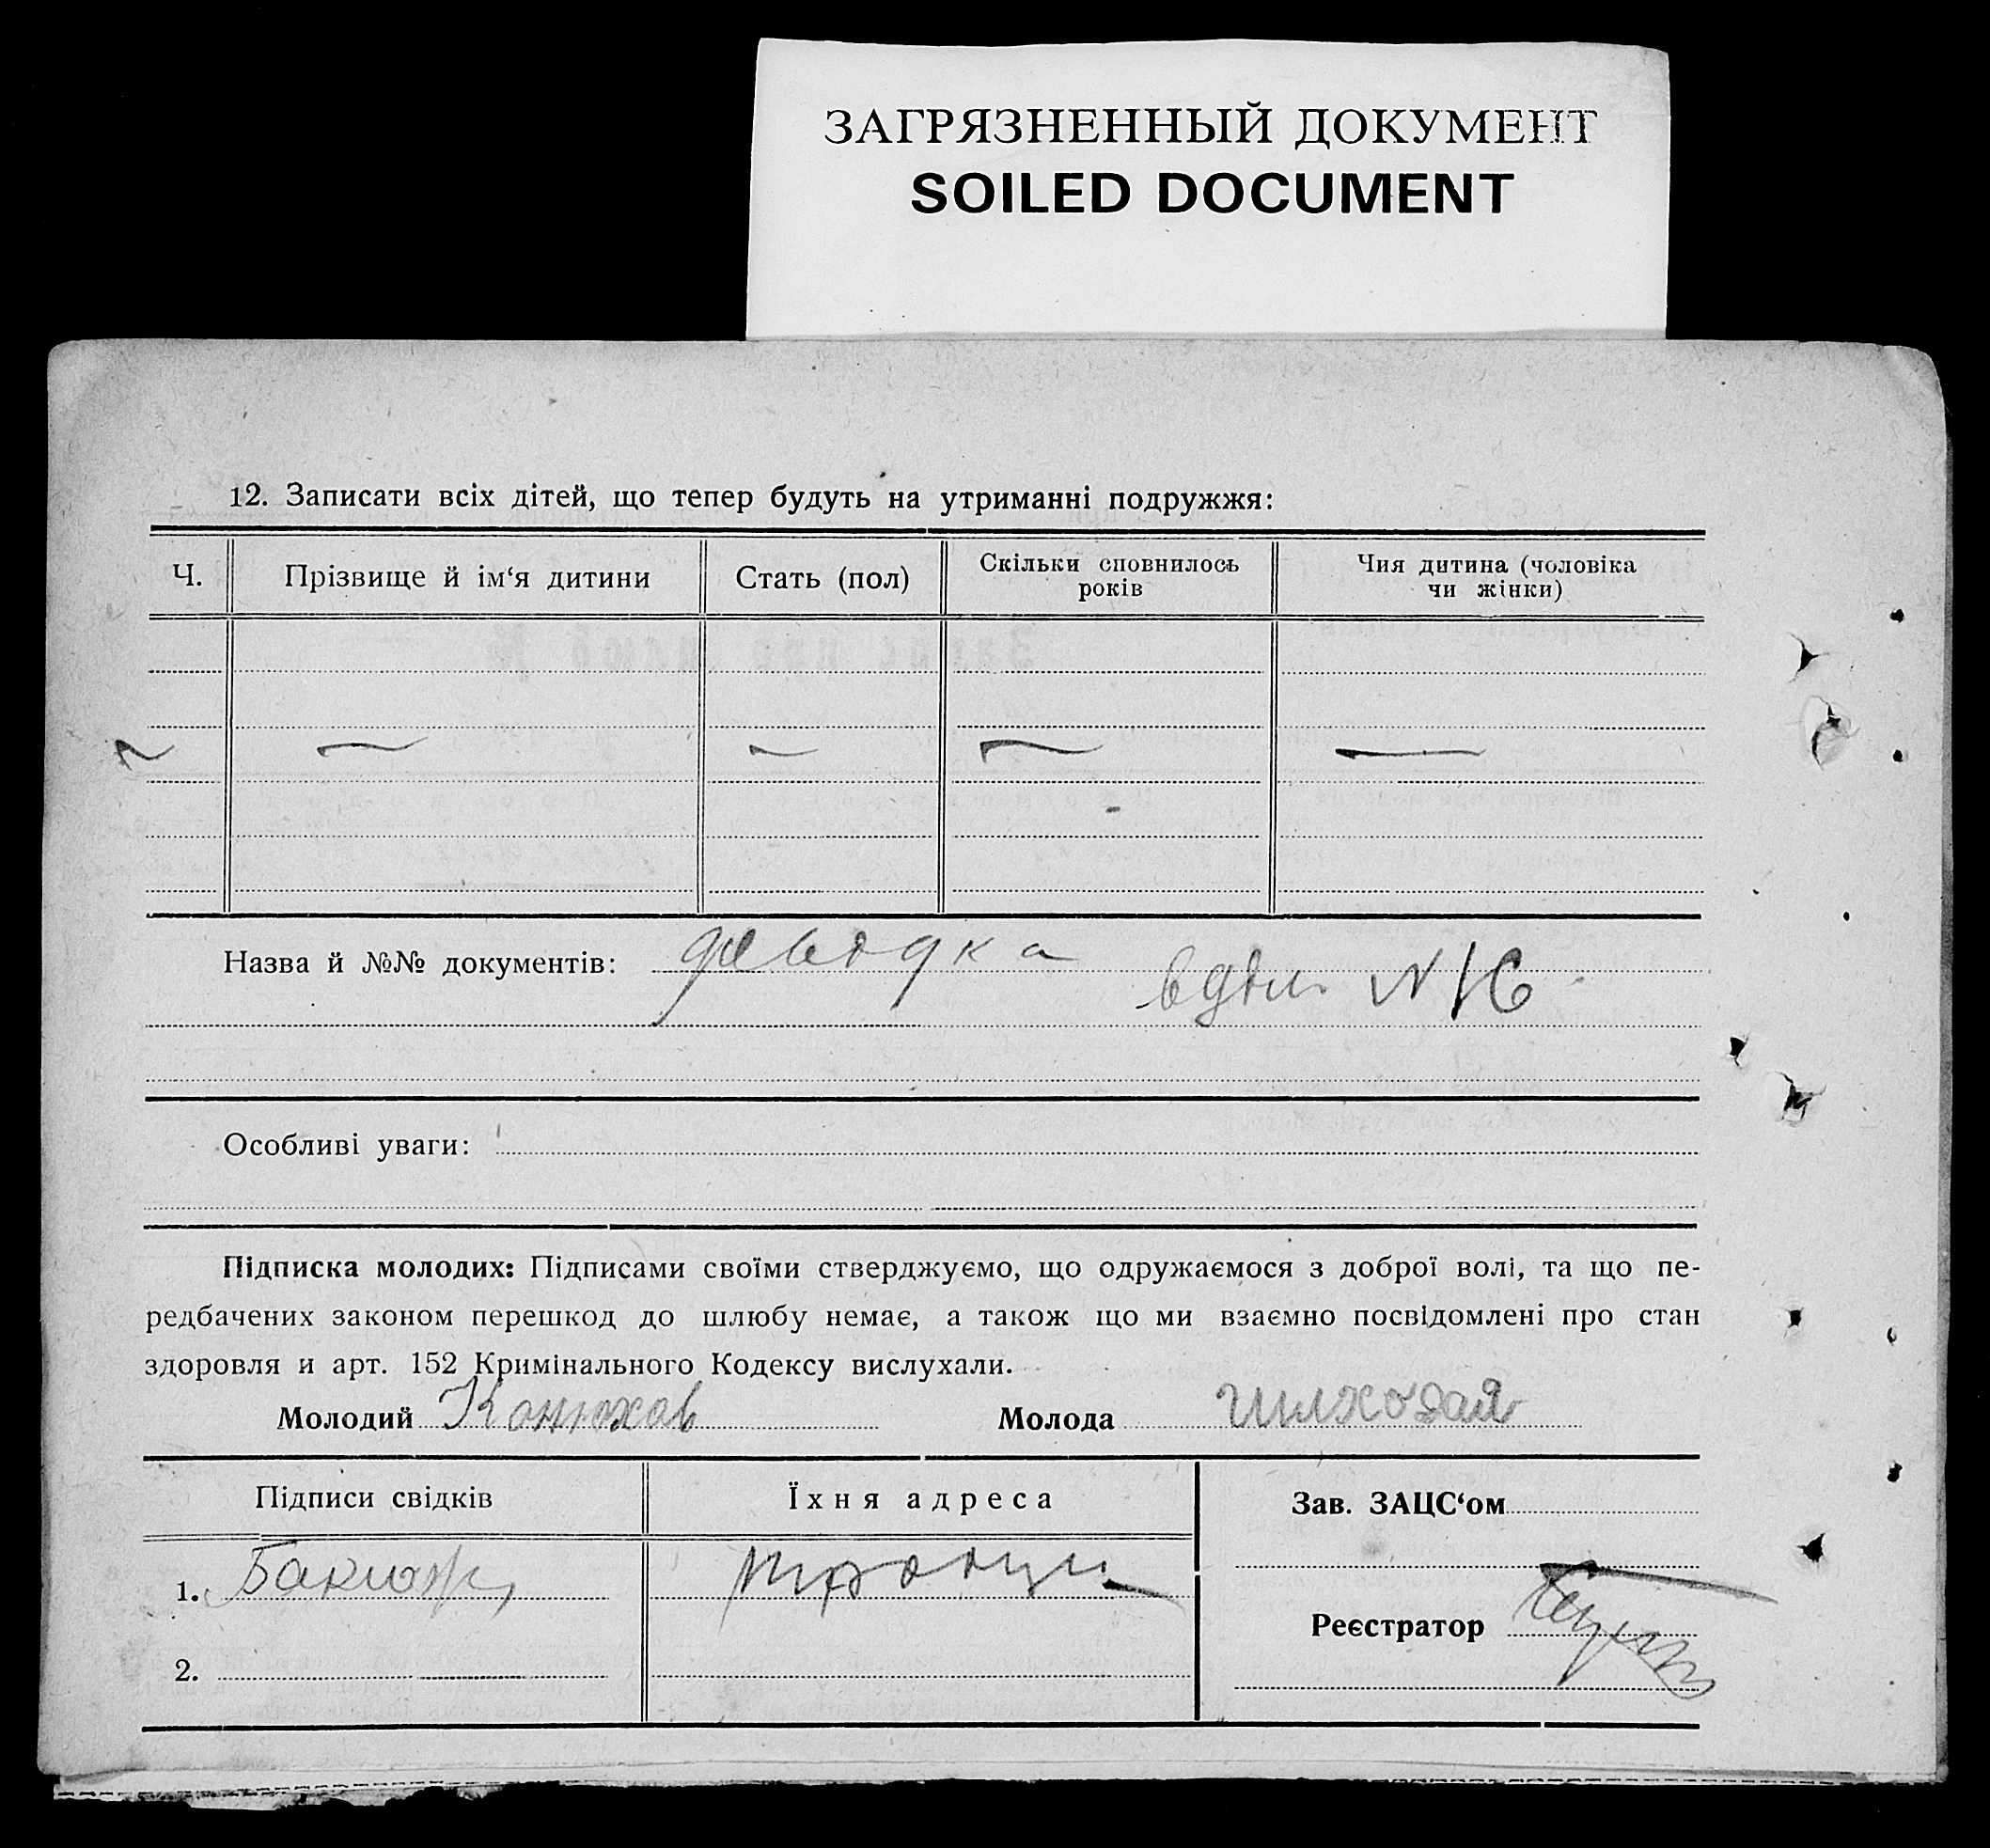 ЗАГРЯЗНЕННЫЙ ДОКУМЕНТ
SOILED DOCUMENT
12. Записати всіх дітей, що тепер будуть на утриманні подружжя:
Ч. Прізвище й ім‘я дитини Стать (пол) Скільки сповнилось років Чия дитина (чоловіка чи жінки)
Назва й №№ документів:
Особливі уваги:
Підписка молодих: Підписами своїми стверджуємо, що одружаємося з доброї волі, та що пе-
редбачених законом перешкод до шлюбу немає, а також що ми взаємно посвідомлені про стан
здоровля и арт. 152 Кримінального Кодексу вислухали.
Молодий Конюхов Молода
Підписи свідків Їхня адреса Зав. ЗАЦС‘ом
1.
Реєстратор
2.